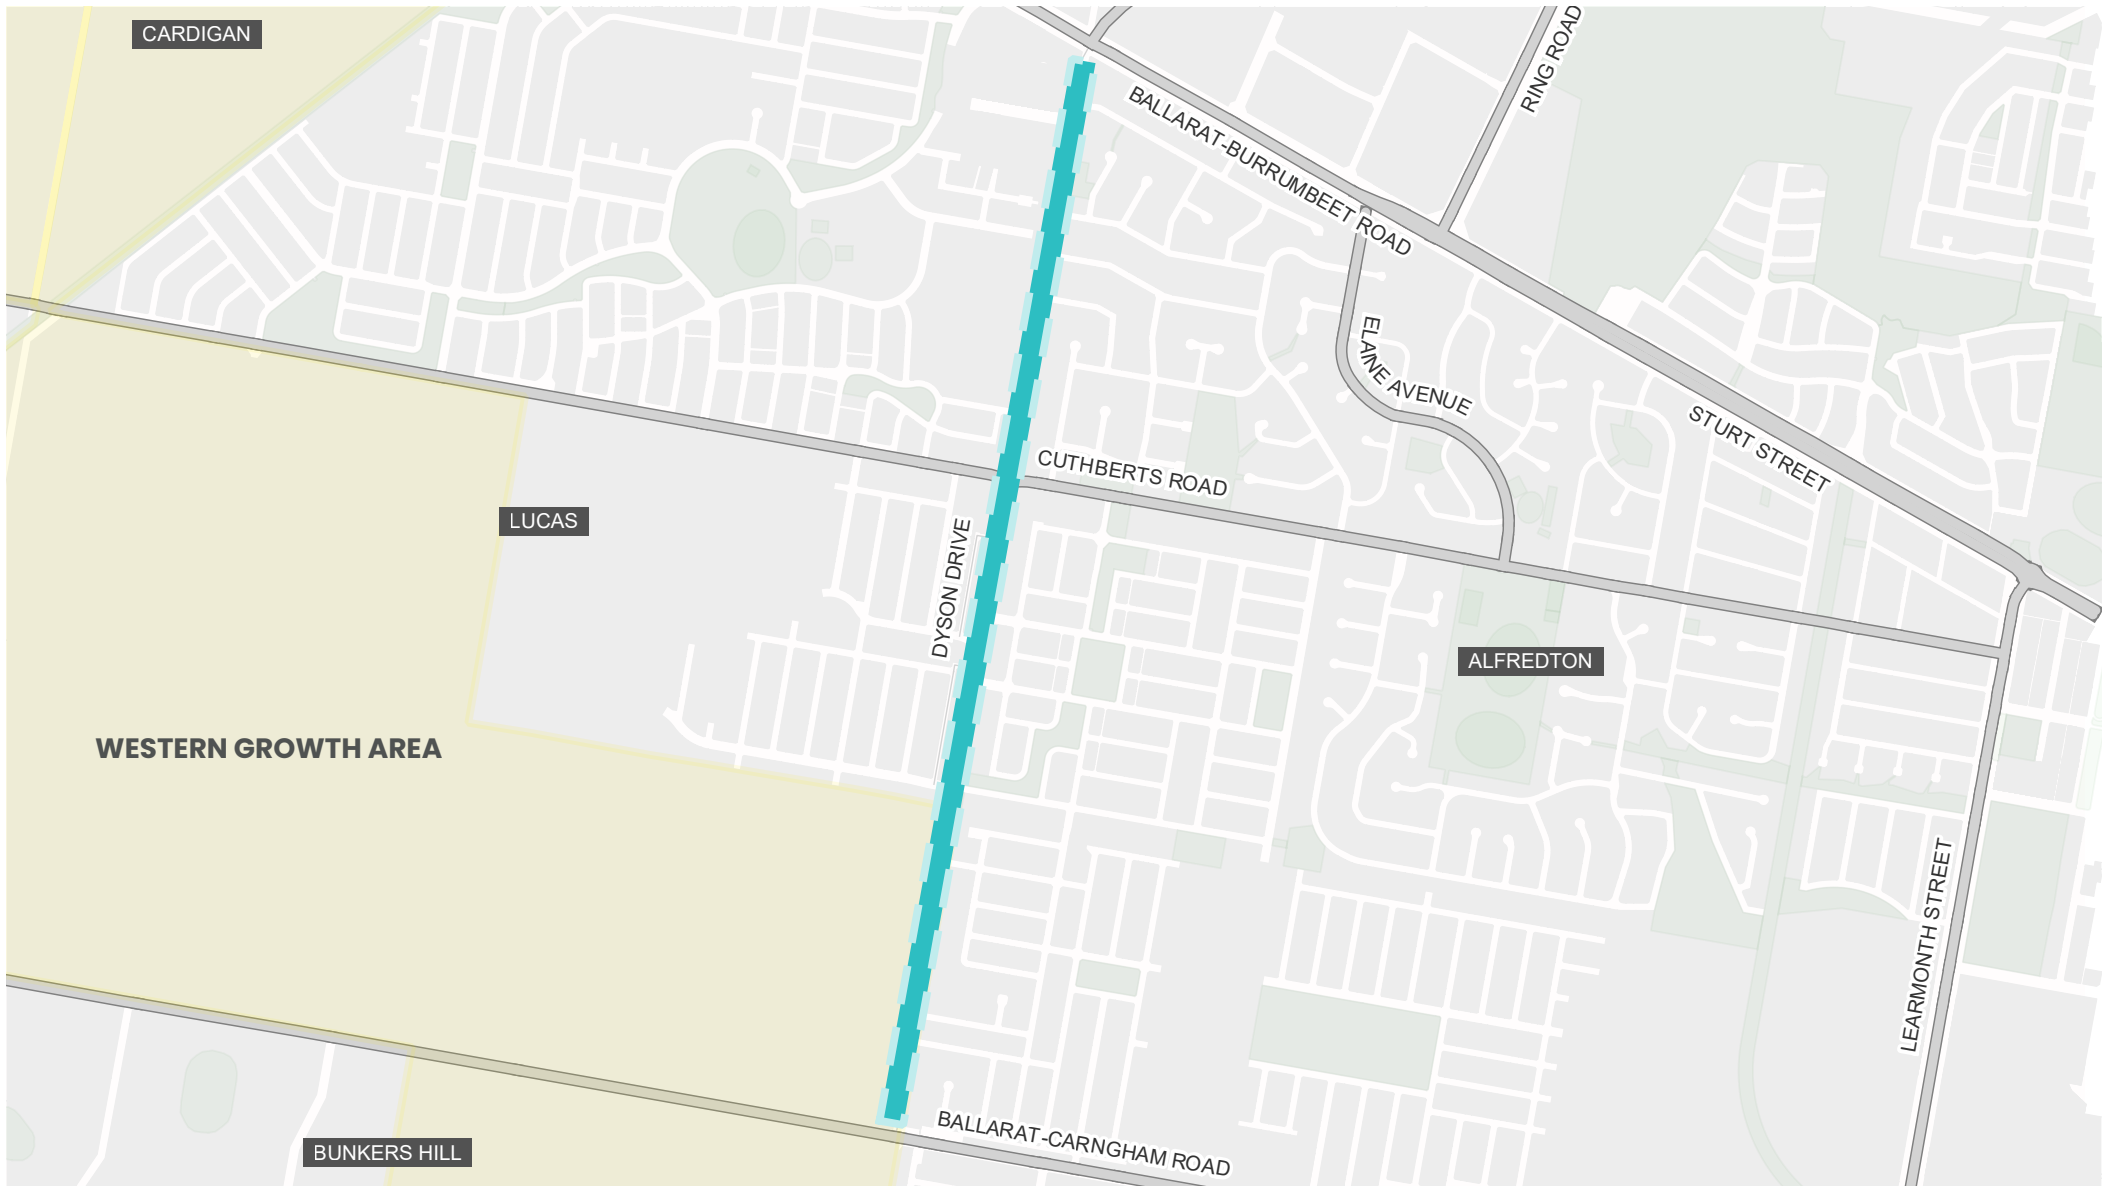 CARDIGAN
RING ROAD
BALLARAT-BURRUMBEET ROAD
ELAINE AVENUE
STURT STREET
CUTHBERTS ROAD
LUCAS
DYSON DRIVE
ALFREDTON
WESTERN GROWTH AREA
LEARMONTH STREET
BALLARAT-CARNGHAM ROAD
BUNKERS HILL